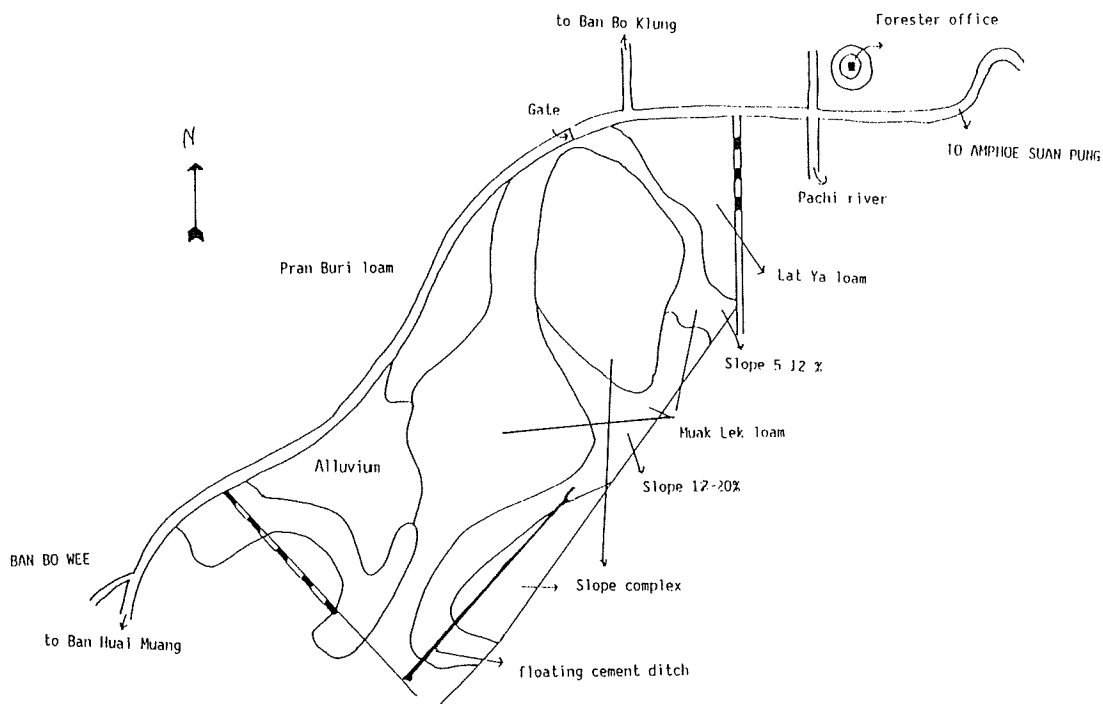 to Ban Bo Klung
Forester office
Gate
N
TO AMPHOE SUAN PUNG
Pachi river
Pran Buri loam
Lat Ya loam
Slope 5 12 %
Muak Lek loam
Alluvium
Slope 12-20%
BAN BO WEE
Slope complex
to Ban Huai Muang
floating cement ditch